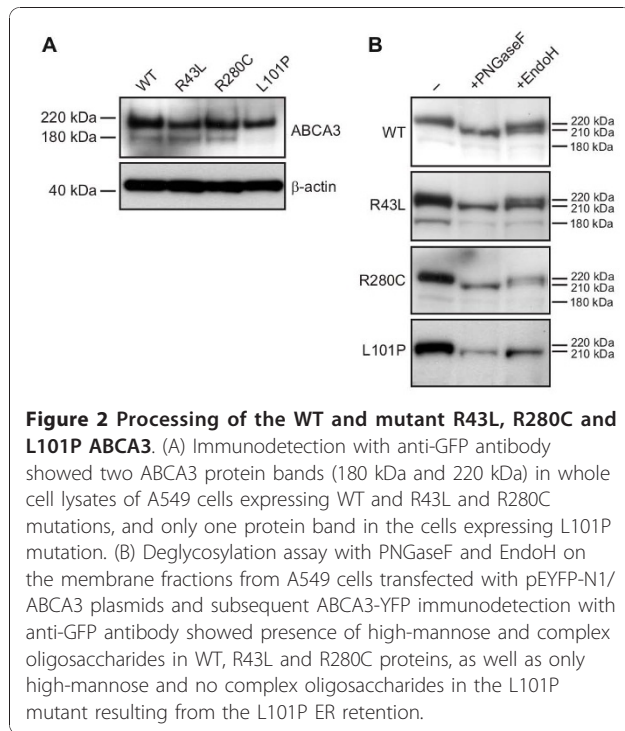 A
WT
R43L
R280C
L101P
220 kDa
180 kDa
ABCA3
40 kDa
β-actin
B
–
+PNGaseF
+EndoH
WT
220 kDa
210 kDa
180 kDa
R43L
220 kDa
210 kDa
180 kDa
R280C
220 kDa
210 kDa
180 kDa
L101P
220 kDa
210 kDa
Figure 2 Processing of the WT and mutant R43L, R280C and
L101P ABCA3. (A) Immunodetection with anti-GFP antibody
showed two ABCA3 protein bands (180 kDa and 220 kDa) in whole
cell lysates of A549 cells expressing WT and R43L and R280C
mutations, and only one protein band in the cells expressing L101P
mutation. (B) Deglycosylation assay with PNGaseF and EndoH on
the membrane fractions from A549 cells transfected with pEYFP-N1/
ABCA3 plasmids and subsequent ABCA3-YFP immunodetection with
anti-GFP antibody showed presence of high-mannose and complex
oligosaccharides in WT, R43L and R280C proteins, as well as only
high-mannose and no complex oligosaccharides in the L101P
mutant resulting from the L101P ER retention.